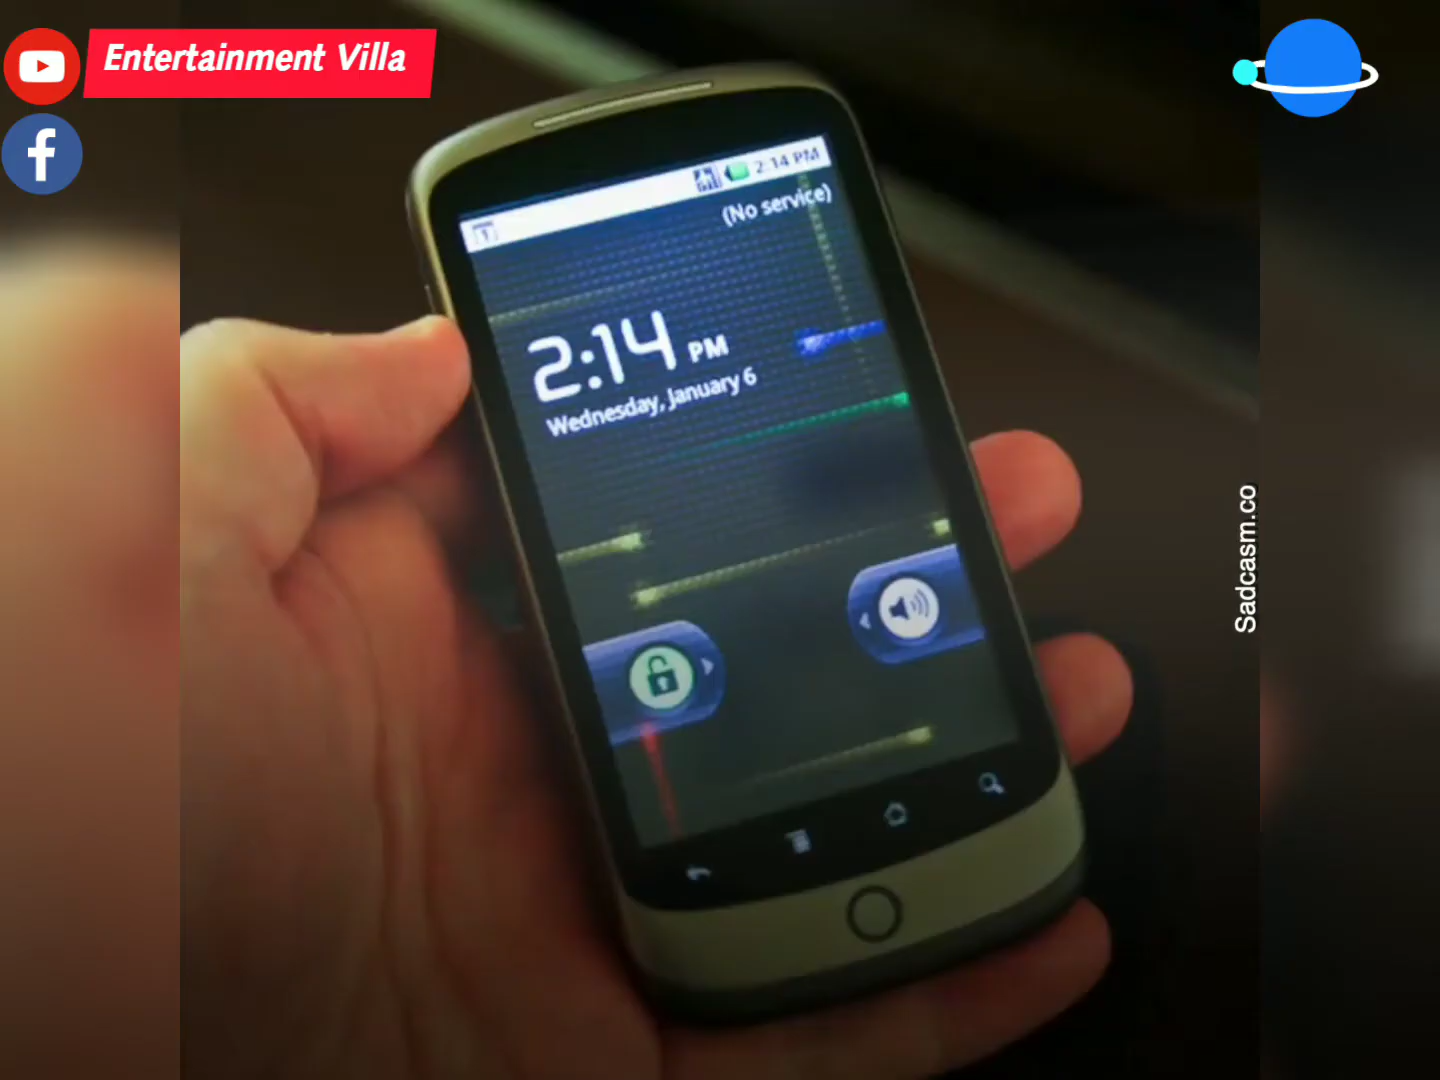 Entertainment Villa
2:14 PM
(No service)
2:14 PM
Wednesday, January 6
Sadcasm.co